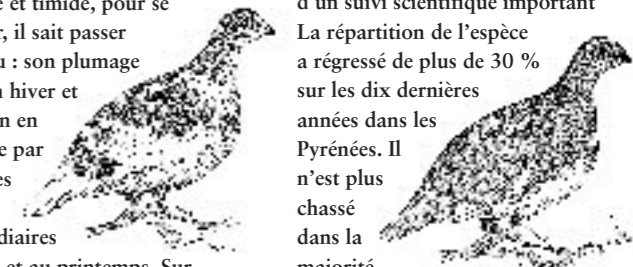 e et timide, pour se
r, il sait passer
u : son plumage
n hiver et
n en
e par
es
diaires
et au printemps. Sur
d'un suivi scientifique important
La répartition de l'espèce
a régressé de plus de 30 %
sur les dix dernières
années dans les
Pyrénées. Il
n'est plus
chassé
dans la
majorité